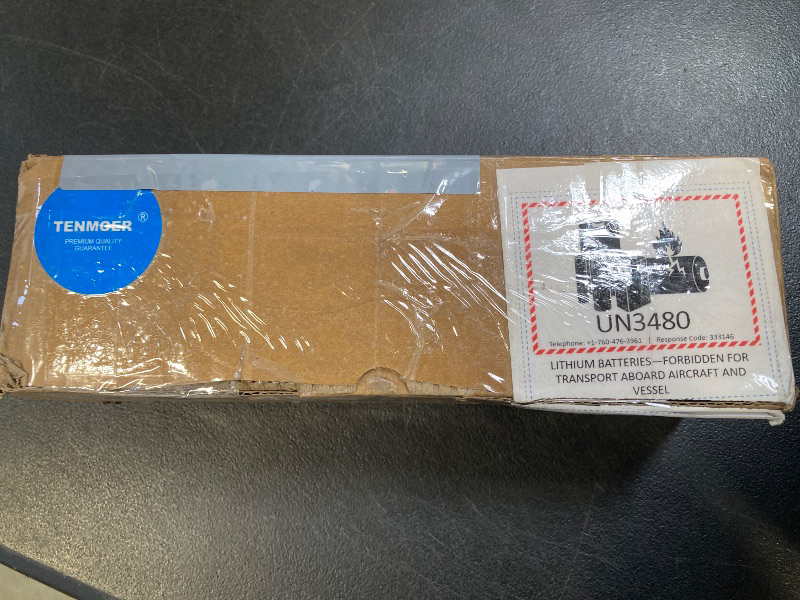 TENMOER ®
PREMIUM QUALITY
GUARANTEE
UN3480
Telephone: +1-760-476-3961 | Response Code: 333146
LITHIUM BATTERIES—FORBIDDEN FOR
TRANSPORT ABOARD AIRCRAFT AND
VESSEL